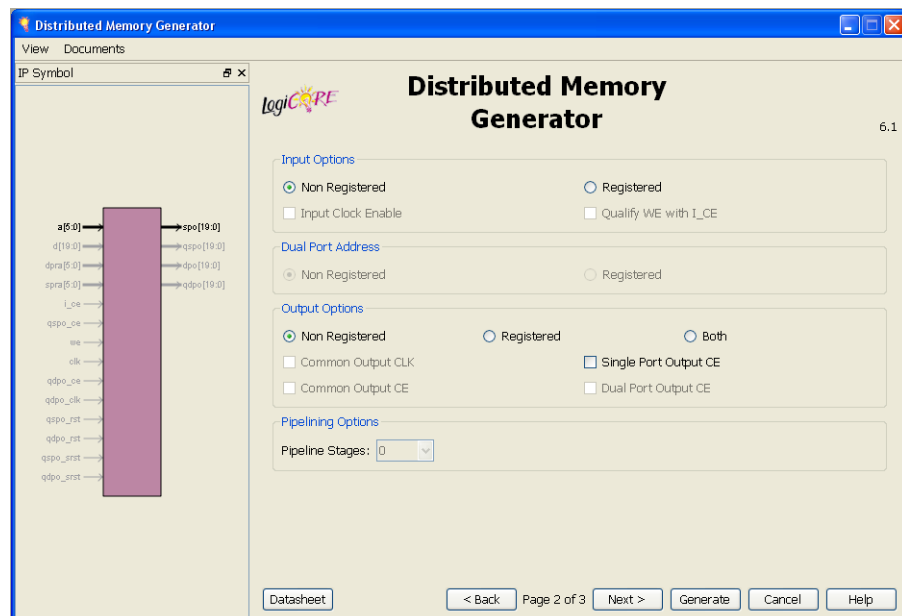 Distributed Memory Generator
View Documents
IP Symbol
a[5:0]
d[19:0]
dpra[5:0]
spra[5:0]
i_ce
qspo_ce
we
clk
qdpo_ce
qdpo_clk
qspo_rst
qdpo_rst
qspo_srst
qdpo_srst
spo[19:0]
qspo[19:0]
dpo[19:0]
qdpo[19:0]
LogiCORE
Distributed Memory
Generator
6.1
Input Options
Non Registered Registered
Input Clock Enable Qualify WE with I_CE
Dual Port Address
Non Registered Registered
Output Options
Non Registered Registered Both
Common Output CLK Single Port Output CE
Common Output CE Dual Port Output CE
Pipelining Options
Pipeline Stages: 0
Datasheet < Back Page 2 of 3 Next > Generate Cancel Help